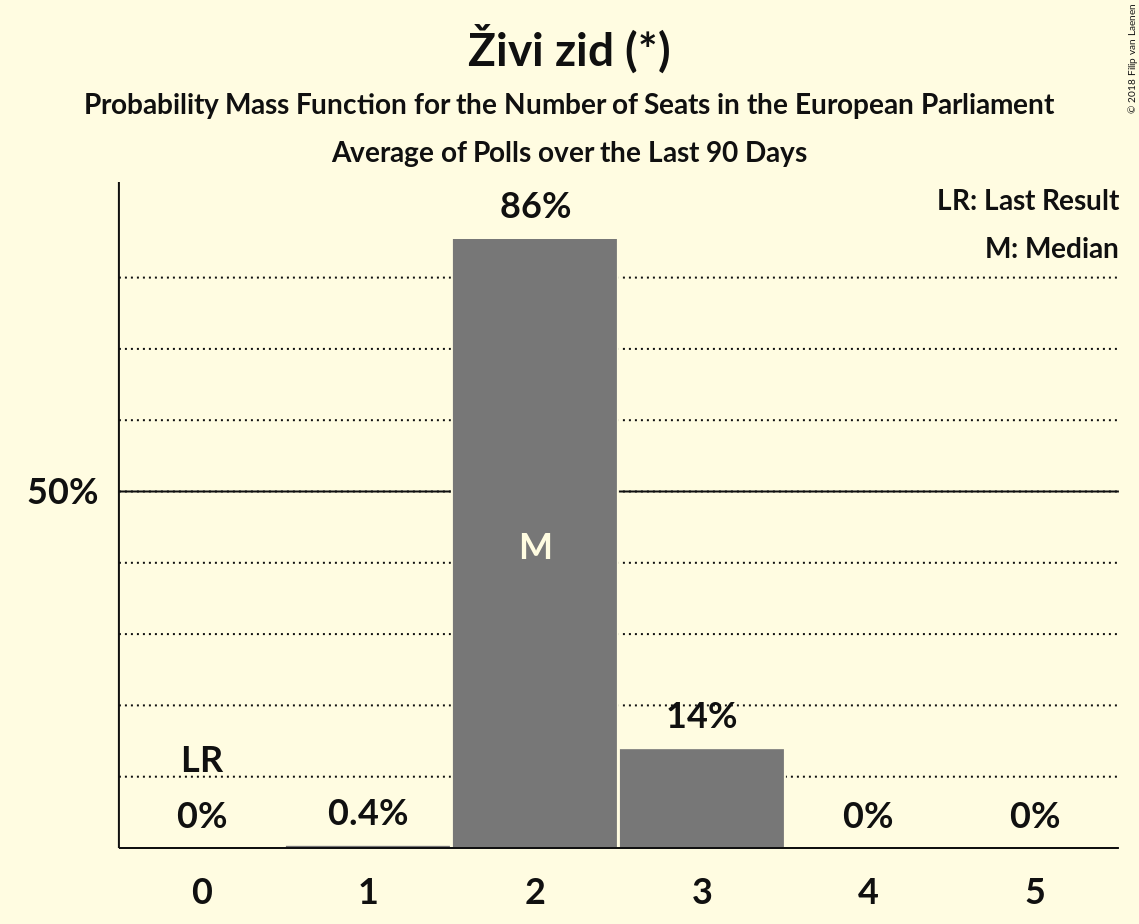 Živi zid (*)
Probability Mass Function for the Number of Seats in the European Parliament
Average of Polls over the Last 90 Days
© 2018 Filip van Laenen
LR: Last Result
M: Median
86%
50%
M
14%
LR
0%
0.4%
0%
0%
0
1
2
3
4
5